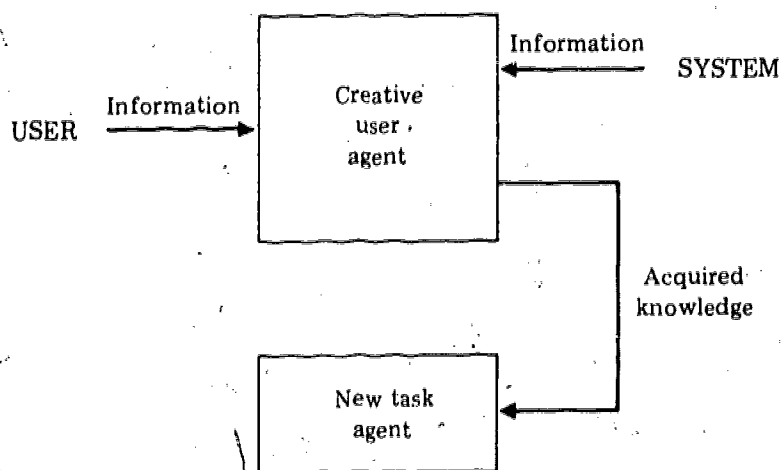 Information
SYSTEM
Creative
user
agent
Information
USER
Acquired
knowledge
New task
agent